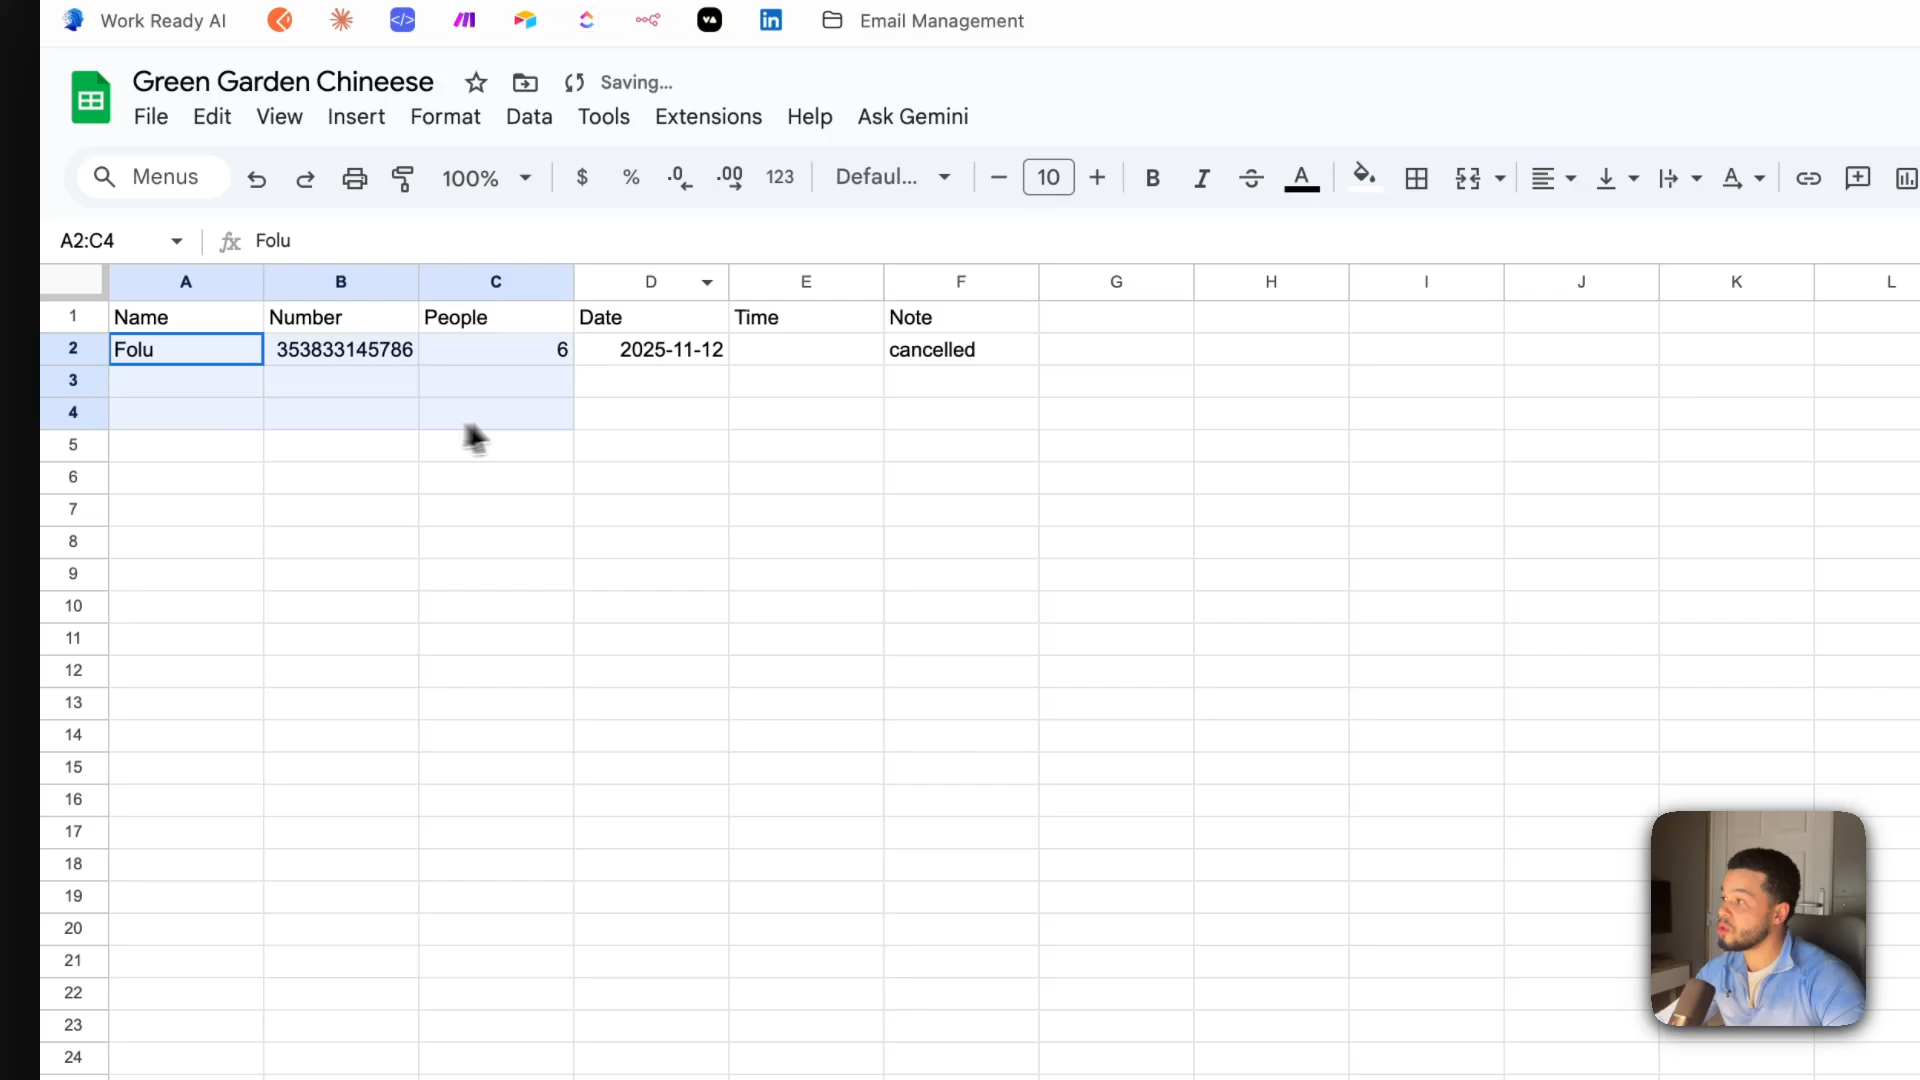 Work Ready AI </> VA in Email Management
Green Garden Chineese Saving...
File Edit View Insert Format Data Tools Extensions Help Ask Gemini
Menus 100% $ % .0 .00 123 Defaul... − 10 + B I S A A
A2:C4 fx Folu
A B C D E F G H I J K L
1 Name Number People Date Time Note
2 Folu 353833145786 6 2025-11-12 cancelled
3
4
5
6
7
8
9
10
11
12
13
14
15
16
17
18
19
20
21
22
23
24